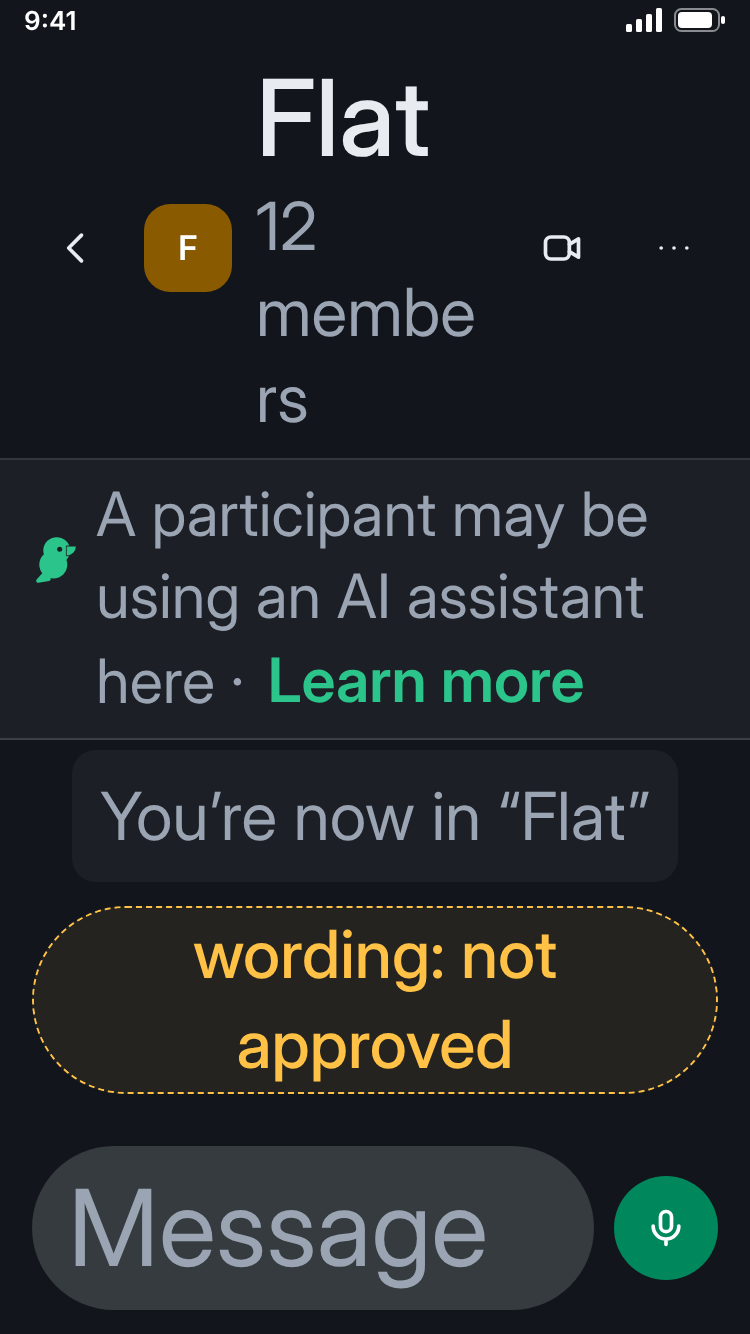 9:41
Flat
F
12
membe
rs
···
A participant may be
using an AI assistant
here · Learn more
You’re now in “Flat”
wording: not
approved
Message